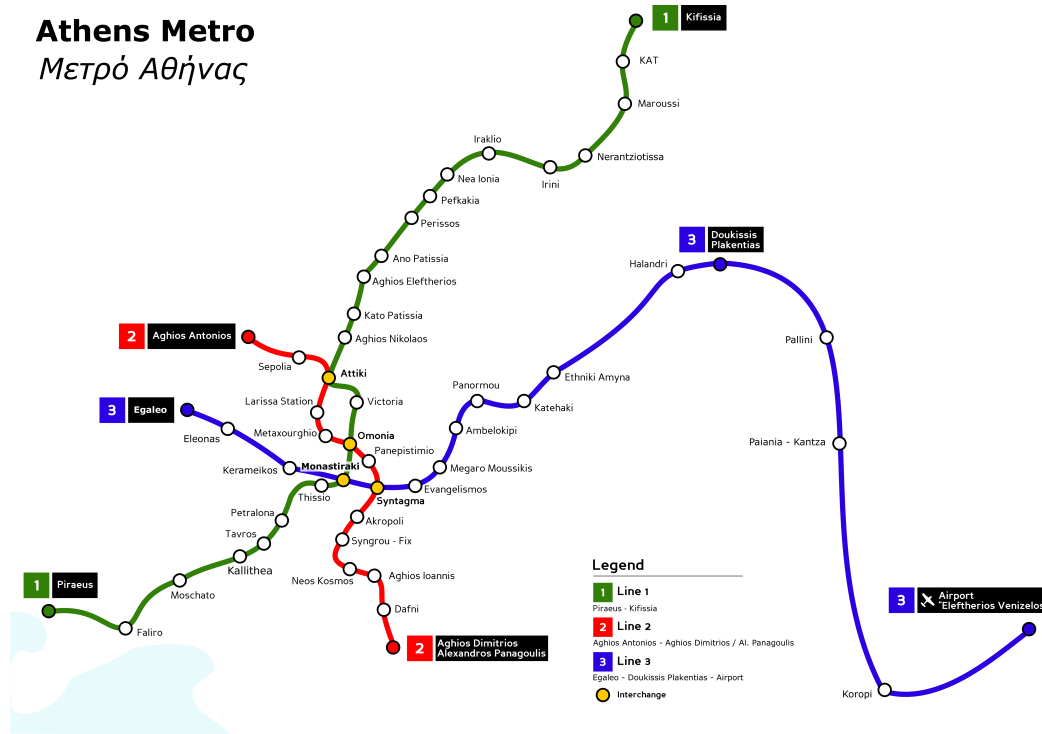 Athens Metro
Μετρό Αθήνας
1 Kifissia
KAT
Maroussi
Nerantziotissa
Irini
Iraklio
Nea Ionia
Pefkakia
Perissos
Ano Patissia
Aghios Eleftherios
Kato Patissia
Aghios Nikolaos
3 Doukissis
Plakentias
Halandri
Pallini
2 Aghios Antonios
Sepolia
Attiki
Ethniki Amyna
Panormou
Katehaki
Larissa Station
Victoria
3 Egaleo
Eleonas
Metaxourghio
Omonia
Ambelokipi
Paiania - Kantza
Panepistimio
Kerameikos
Monastiraki
Megaro Moussikis
Evangelismos
Thissio
Syntagma
Petralona
Akropoli
Tavros
Syngrou - Fix
Kallithea
Neos Kosmos
Aghios Ioannis
1 Piraeus
Moschato
Dafni
Faliro
2 Aghios Dimitrios
Alexandros Panagoulis
3 Airport
"Eleftherios Venizelos
Koropi
Legend
1 Line 1
Piraeus - Kifissia
2 Line 2
Aghios Antonios - Aghios Dimitrios / Al. Panagoulis
3 Line 3
Egaleo - Doukissis Plakentias - Airport
Interchange